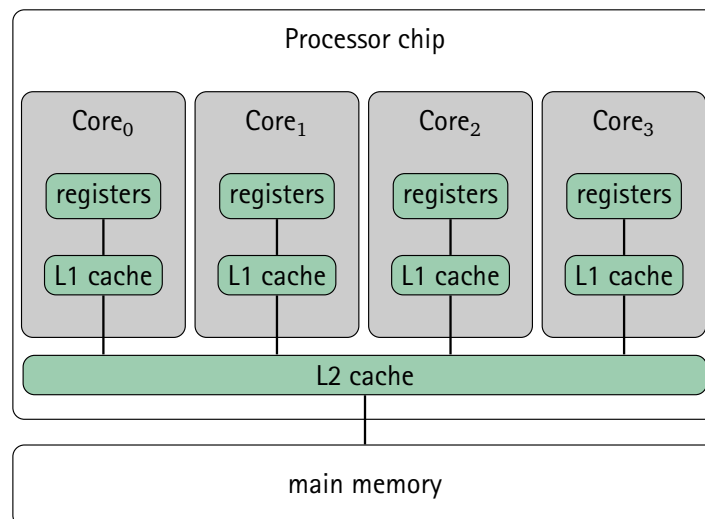 Processor chip
Core₀ Core₁ Core₂ Core₃
registers registers registers registers
L1 cache L1 cache L1 cache L1 cache
L2 cache
main memory